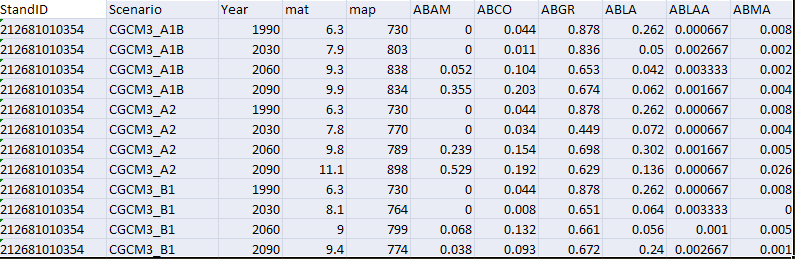 StandID Scenario Year mat map ABAM ABCO ABGR ABLA ABLAA ABMA
212681010354 CGCM3_A1B 1990 6.3 730 0 0.044 0.878 0.262 0.000667 0.008
212681010354 CGCM3_A1B 2030 7.9 803 0 0.011 0.836 0.05 0.002667 0.002
212681010354 CGCM3_A1B 2060 9.3 838 0.052 0.104 0.653 0.042 0.003333 0.002
212681010354 CGCM3_A1B 2090 9.9 834 0.355 0.203 0.674 0.062 0.001667 0.004
212681010354 CGCM3_A2 1990 6.3 730 0 0.044 0.878 0.262 0.000667 0.008
212681010354 CGCM3_A2 2030 7.8 770 0 0.034 0.449 0.072 0.000667 0.004
212681010354 CGCM3_A2 2060 9.8 789 0.239 0.154 0.698 0.302 0.001667 0.005
212681010354 CGCM3_A2 2090 11.1 898 0.529 0.192 0.629 0.136 0.000667 0.026
212681010354 CGCM3_B1 1990 6.3 730 0 0.044 0.878 0.262 0.000667 0.008
212681010354 CGCM3_B1 2030 8.1 764 0 0.008 0.651 0.064 0.003333 0
212681010354 CGCM3_B1 2060 9 799 0.068 0.132 0.661 0.056 0.001 0.005
212681010354 CGCM3_B1 2090 9.4 774 0.038 0.093 0.672 0.24 0.002667 0.001